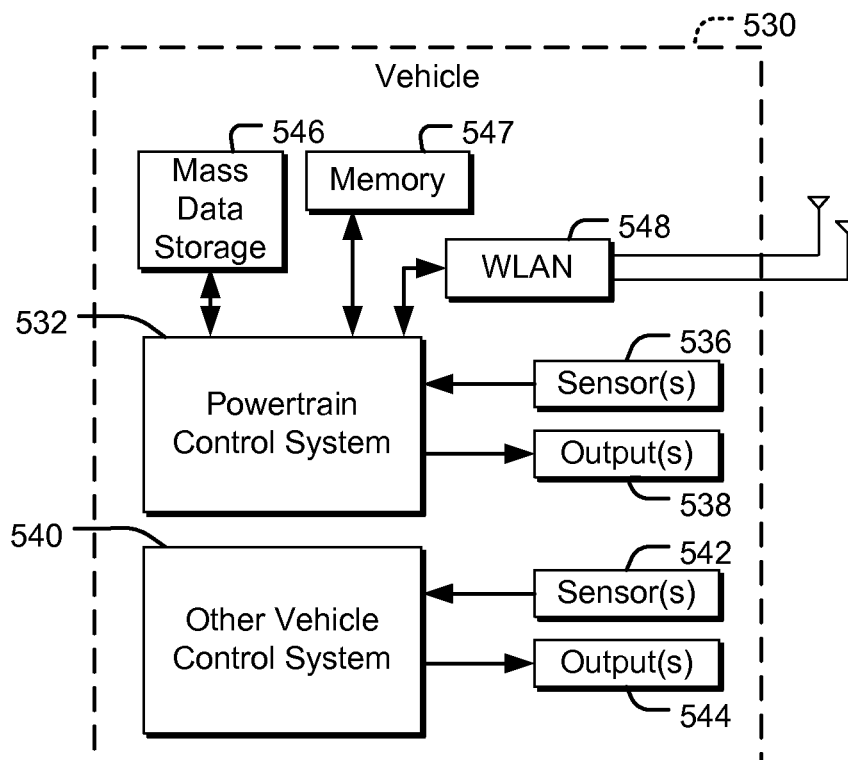 530
Vehicle
546
547
Mass
Data
Storage
Memory
548
WLAN
532
536
Powertrain
Control System
Sensor(s)
Output(s)
538
540
542
Other Vehicle
Control System
Sensor(s)
Output(s)
544